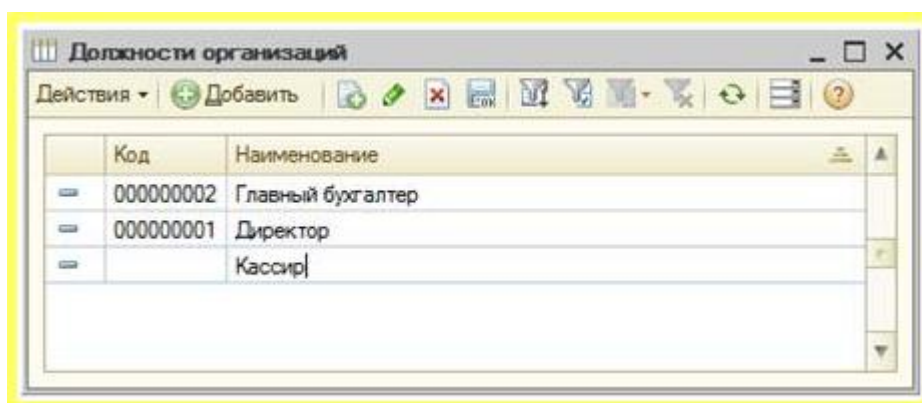 Должности организаций
Действия Добавить
Код Наименование
000000002 Главный бухгалтер
000000001 Директор
Кассир